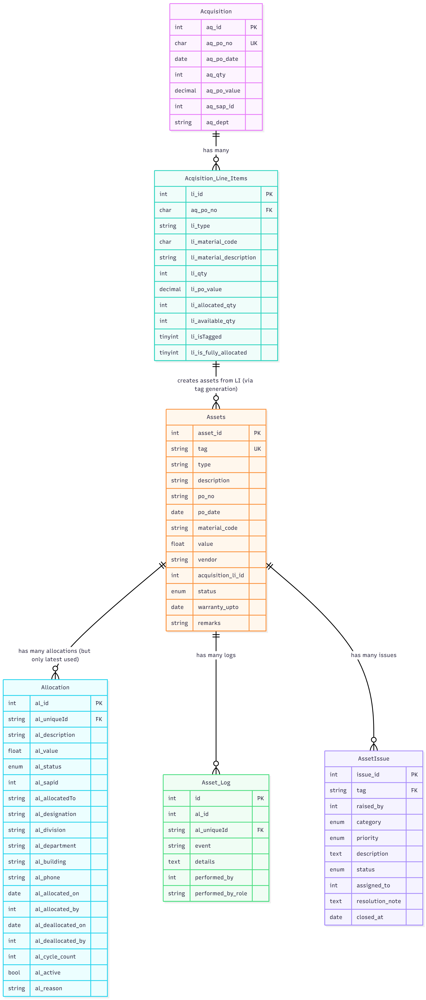 Acquisition
int aq_id PK
char aq_po_no UK
date aq_po_date
int aq_qty
decimal aq_po_value
int aq_sap_id
string aq_dept
has many
Acqisition_Line_Items
int li_id PK
char aq_po_no FK
string li_type
char li_material_code
string li_material_description
int li_qty
decimal li_po_value
int li_allocated_qty
int li_available_qty
tinyint li_isTagged
tinyint li_is_fully_allocated
creates assets from LI (via
tag generation)
Assets
int asset_id PK
string tag UK
string type
string description
string po_no
date po_date
string material_code
float value
string vendor
int acquisition_li_id
enum status
date warranty_upto
string remarks
has many allocations (but
only latest used)
has many logs
has many issues
Allocation
int al_id PK
string al_uniqueId FK
string al_description
float al_value
enum al_status
int al_sapid
string al_allocatedTo
string al_designation
string al_division
string al_department
string al_building
string al_phone
date al_allocated_on
int al_allocated_by
date al_deallocated_on
int al_deallocated_by
int al_cycle_count
bool al_active
string al_reason
Asset_Log
int id PK
int al_id
string al_uniqueId FK
string event
text details
int performed_by
string performed_by_role
AssetIssue
int issue_id PK
string tag FK
int raised_by
enum category
enum priority
text description
enum status
int assigned_to
text resolution_note
date closed_at